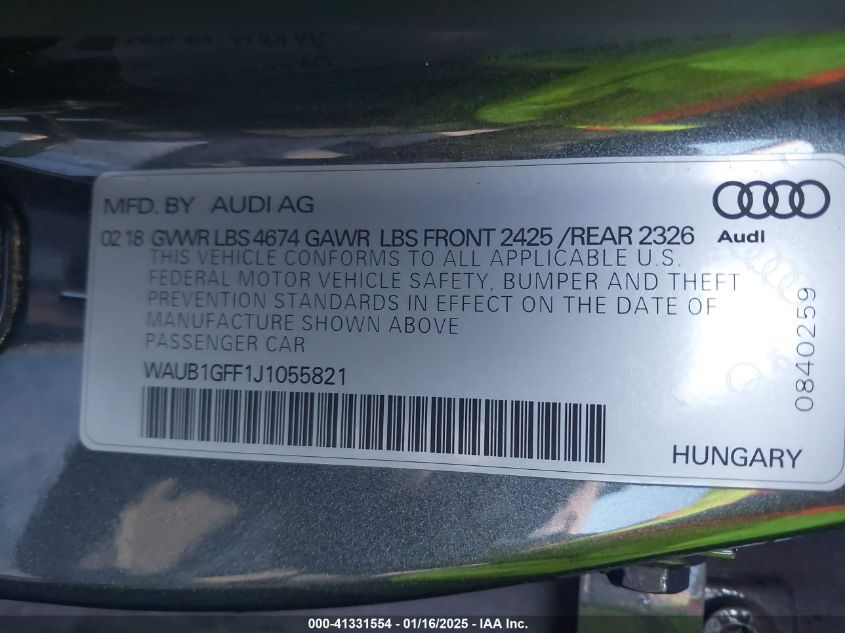 MFD. BY AUDI AG
02 18 GVWR LBS 4674 GAWR LBS FRONT 2425 /REAR 2326
Audi
THIS VEHICLE CONFORMS TO ALL APPLICABLE U.S.
FEDERAL MOTOR VEHICLE SAFETY, BUMPER AND THEFT
PREVENTION STANDARDS IN EFFECT ON THE DATE OF
MANUFACTURE SHOWN ABOVE
PASSENGER CAR
WAUB1GFF1J1055821
0840259
HUNGARY
000-41331554 / 01/16/2025 - IAA Inc.